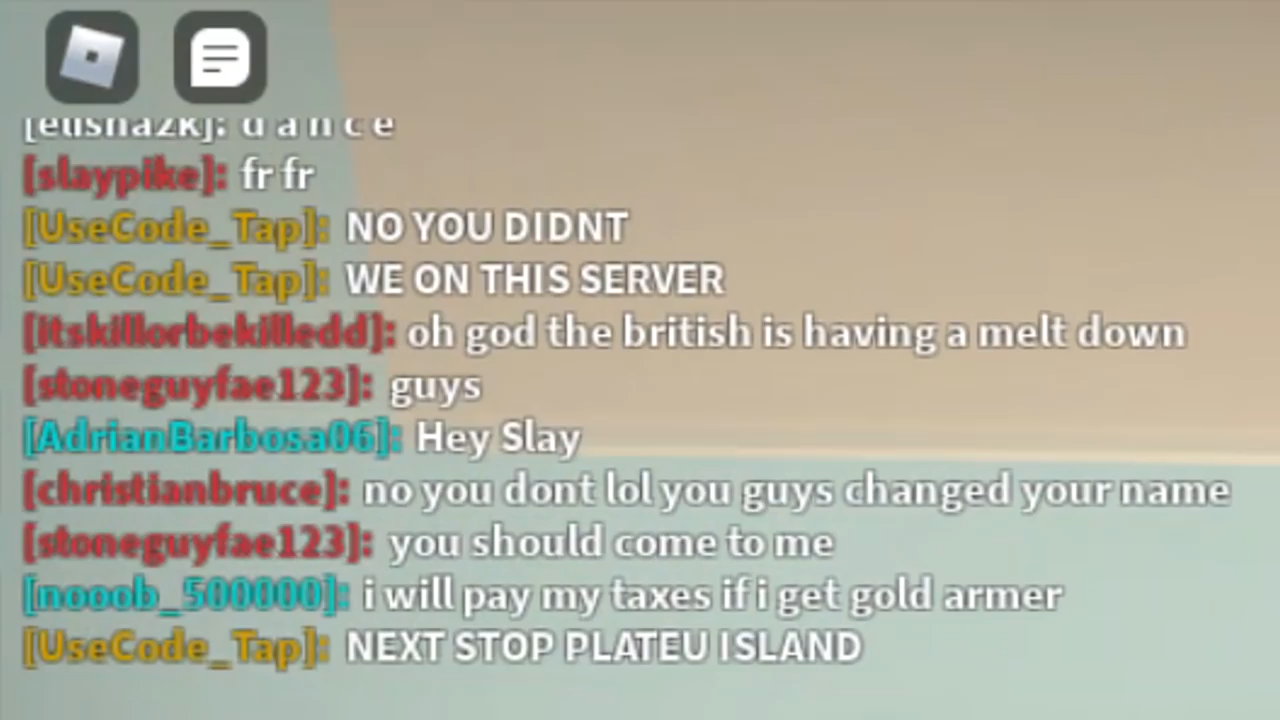 [elisha2k]: d a n c e
[slaypike]: fr fr
[UseCode_Tap]: NO YOU DIDNT
[UseCode_Tap]: WE ON THIS SERVER
[itskillorbekilledd]: oh god the british is having a melt down
[stoneguyfae123]: guys
[AdrianBarbosa06]: Hey Slay
[christianbruce]: no you dont lol you guys changed your name
[stoneguyfae123]: you should come to me
[nooob_500000]: i will pay my taxes if i get gold armer
[UseCode_Tap]: NEXT STOP PLATEU ISLAND